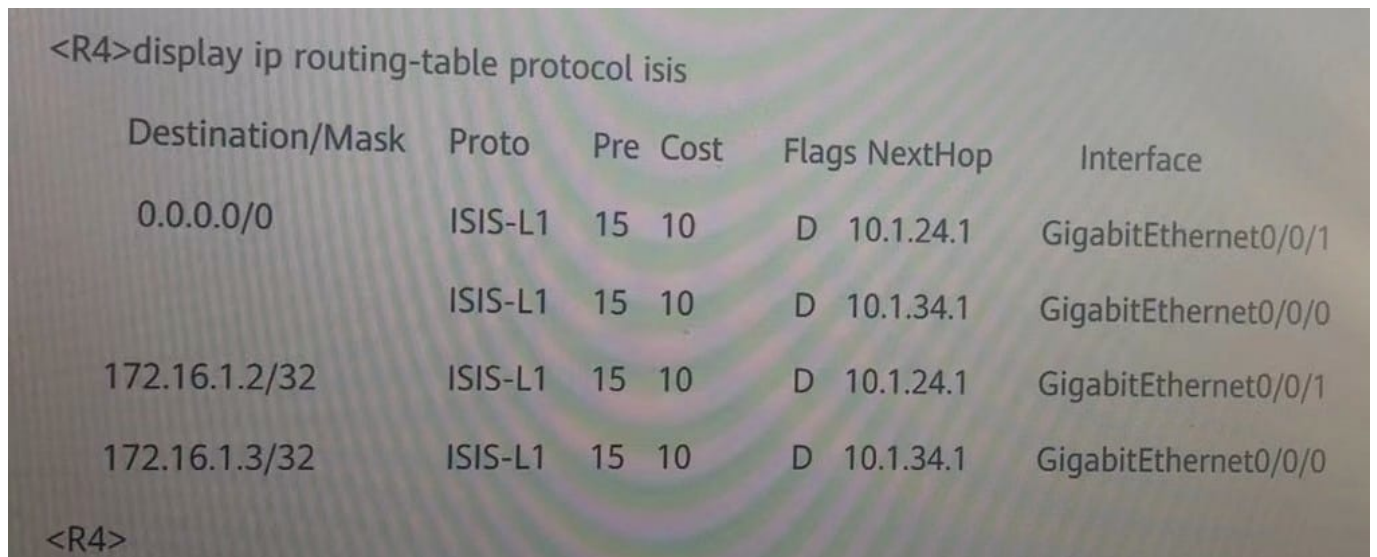 <R4>display ip routing-table protocol isis
Destination/Mask Proto Pre Cost Flags NextHop Interface
0.0.0.0/0 ISIS-L1 15 10 D 10.1.24.1 GigabitEthernet0/0/1
ISIS-L1 15 10 D 10.1.34.1 GigabitEthernet0/0/0
172.16.1.2/32 ISIS-L1 15 10 D 10.1.24.1 GigabitEthernet0/0/1
172.16.1.3/32 ISIS-L1 15 10 D 10.1.34.1 GigabitEthernet0/0/0
<R4>